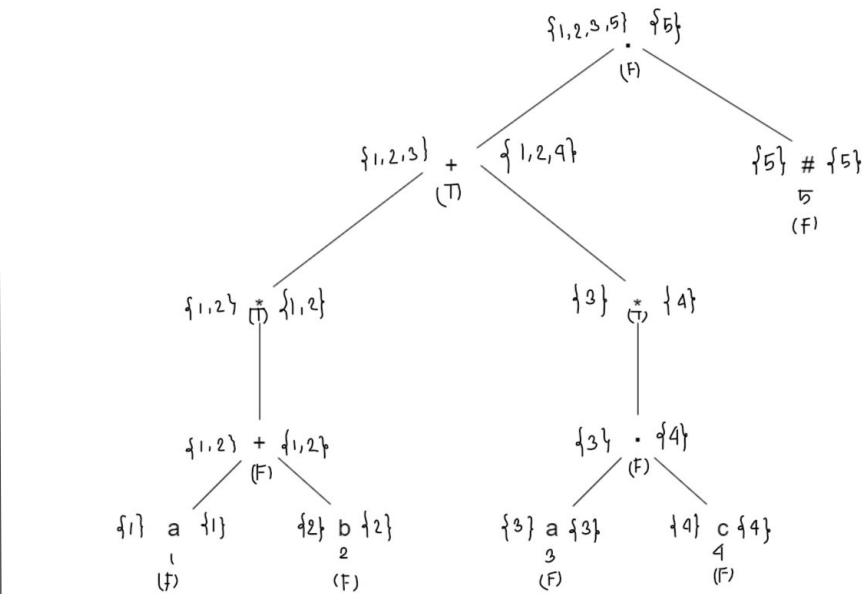 {1,2,3,5} . {5}
(F)
{1,2,3} + {1,2,4}
(T)
{5} # {5}
5
(F)
{1,2} * {1,2}
(T)
{3} * {4}
(T)
{1,2} + {1,2}
(F)
{3} . {4}
(F)
{1} a {1}
1
(F)
{2} b {2}
2
(F)
{3} a {3}
3
(F)
{4} c {4}
4
(F)